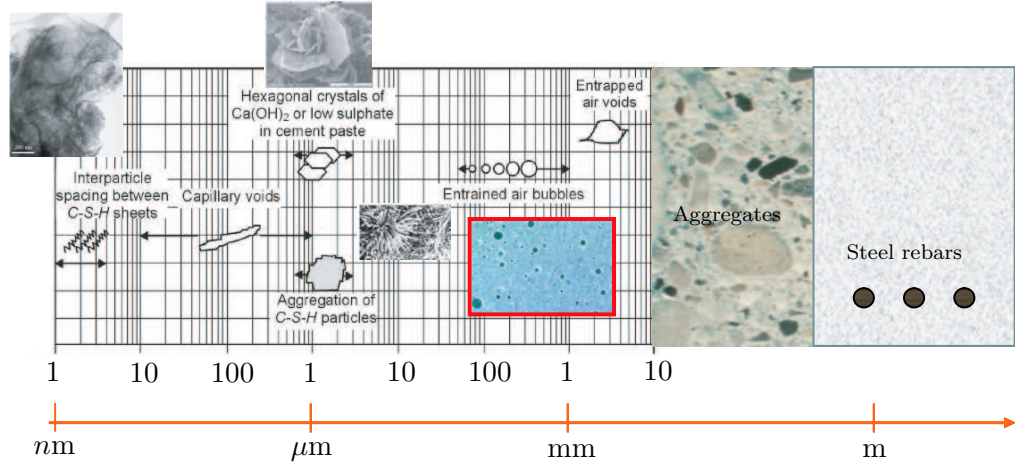 200 nm
Hexagonal crystals of
Ca(OH)₂ or low sulphate
in cement paste
Entrapped
air voids
Interparticle
spacing between
C-S-H sheets
Capillary voids
Entrained air bubbles
Aggregates
Steel rebars
Aggregation of
C-S-H particles
1 10 100 1 10 100 1 10
nm μm mm m